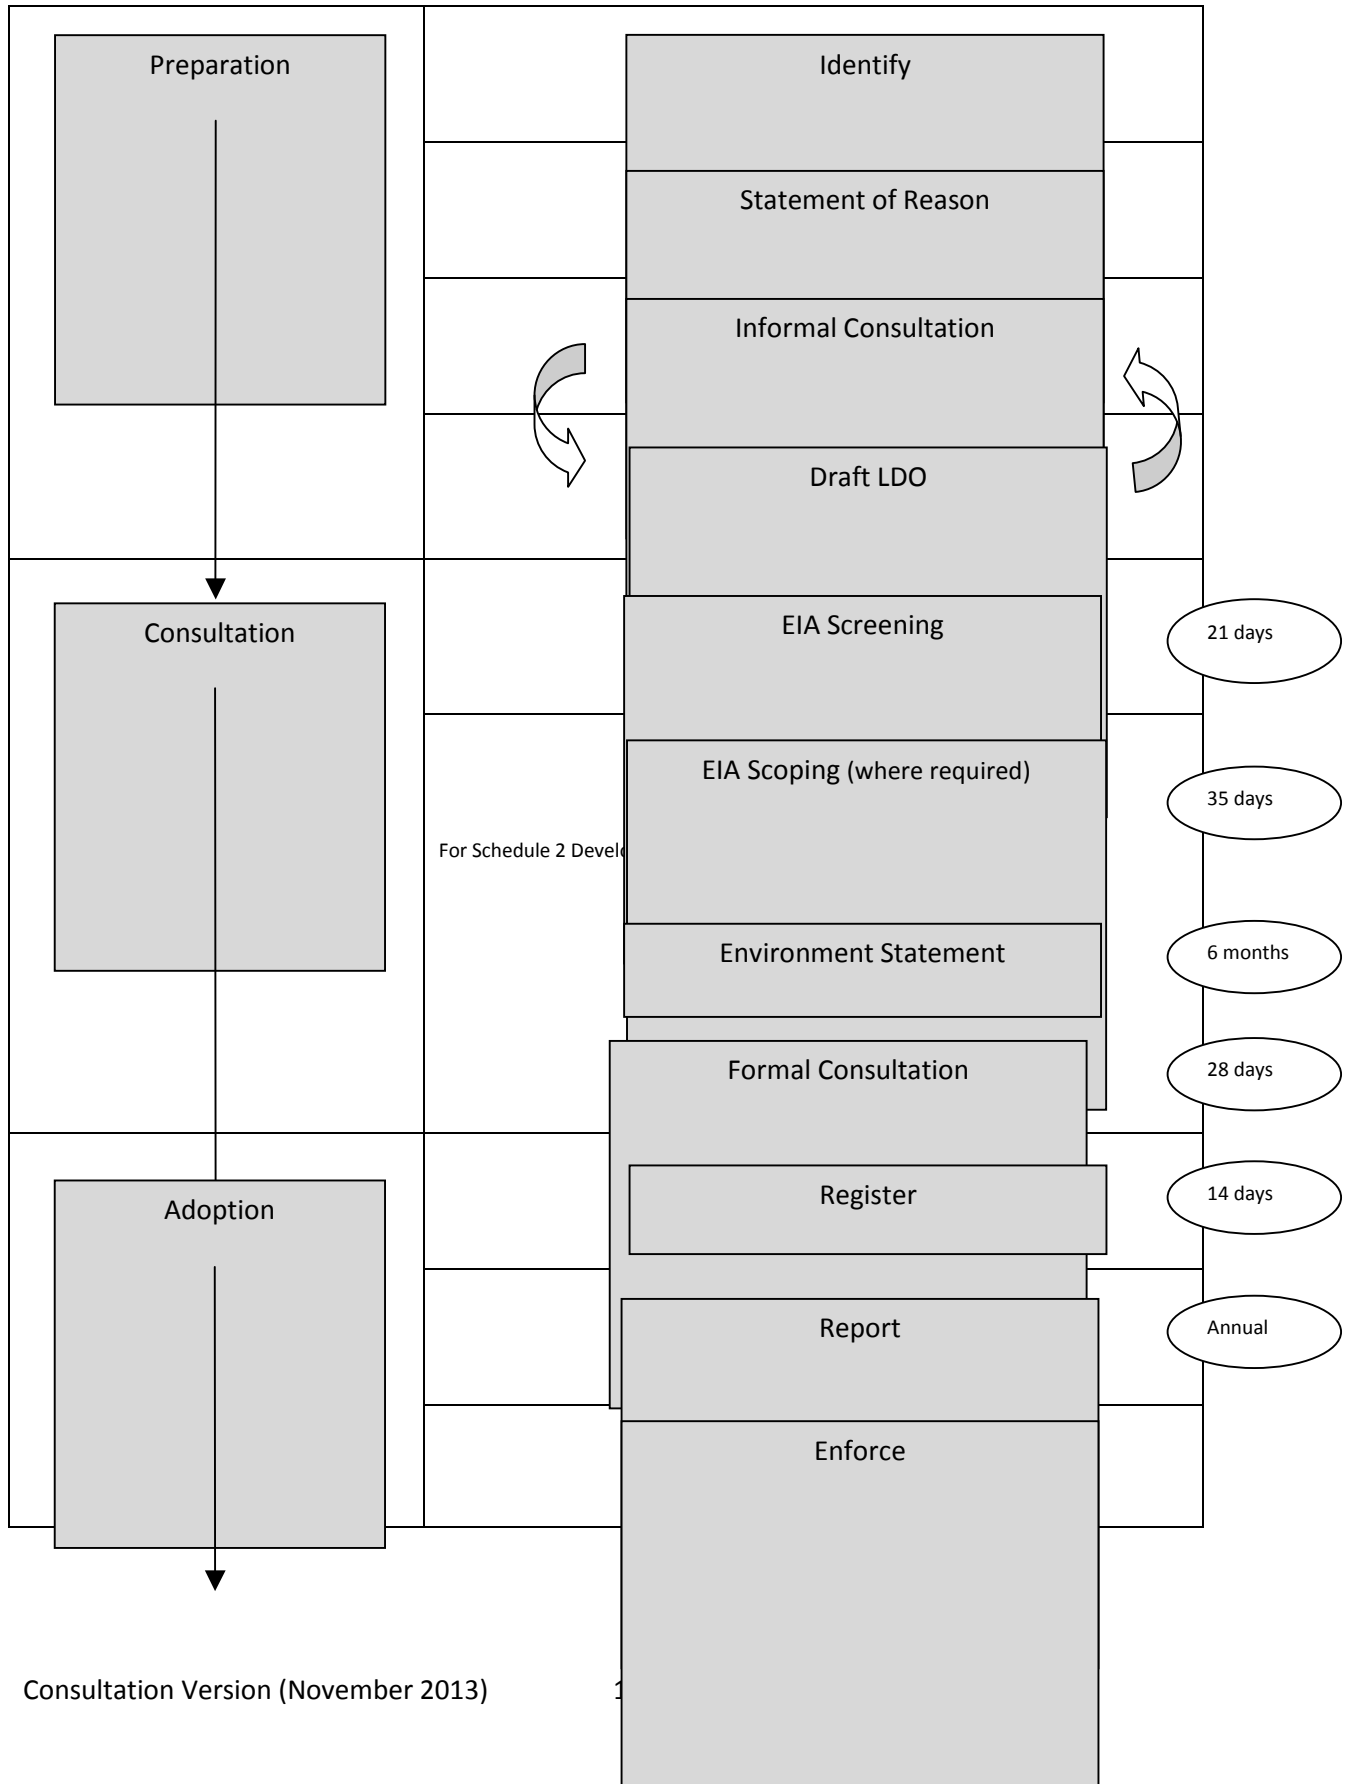 Preparation
Identify
Statement of Reason
Informal Consultation
Draft LDO
Consultation
EIA Screening
21 days
EIA Scoping (where required)
35 days
For Schedule 2
Environment Statement
6 months
Formal Consultation
28 days
Adoption
Register
14 days
Report
Annual
Enforce
Consultation Version (November 2013)